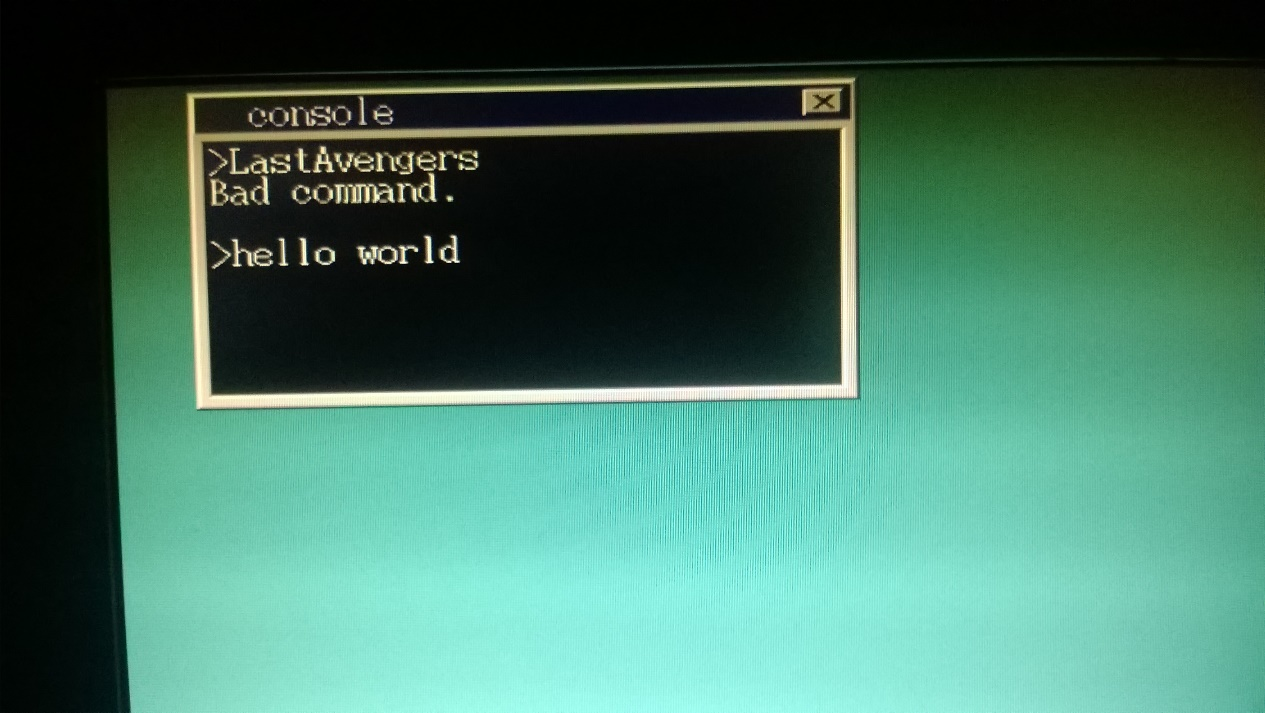 console
>LastAvengers
Bad command.
>hello world